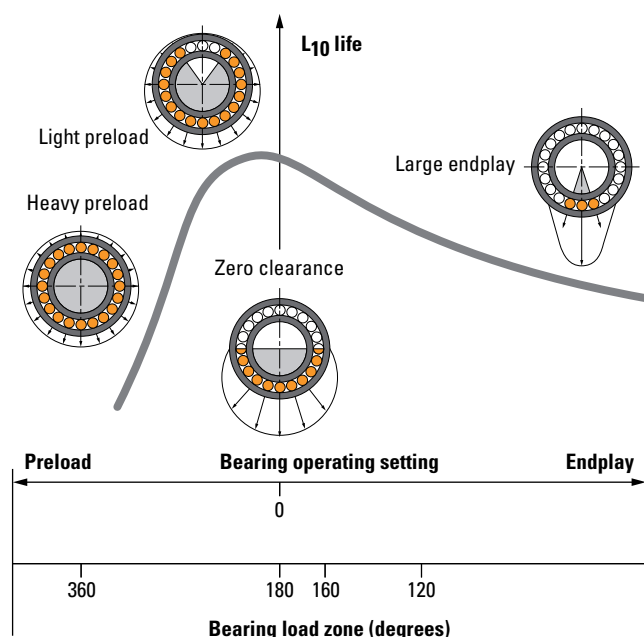 L10 life
Light preload
Large endplay
Heavy preload
Zero clearance
Preload Bearing operating setting Endplay
0
360 180 160 120
Bearing load zone (degrees)